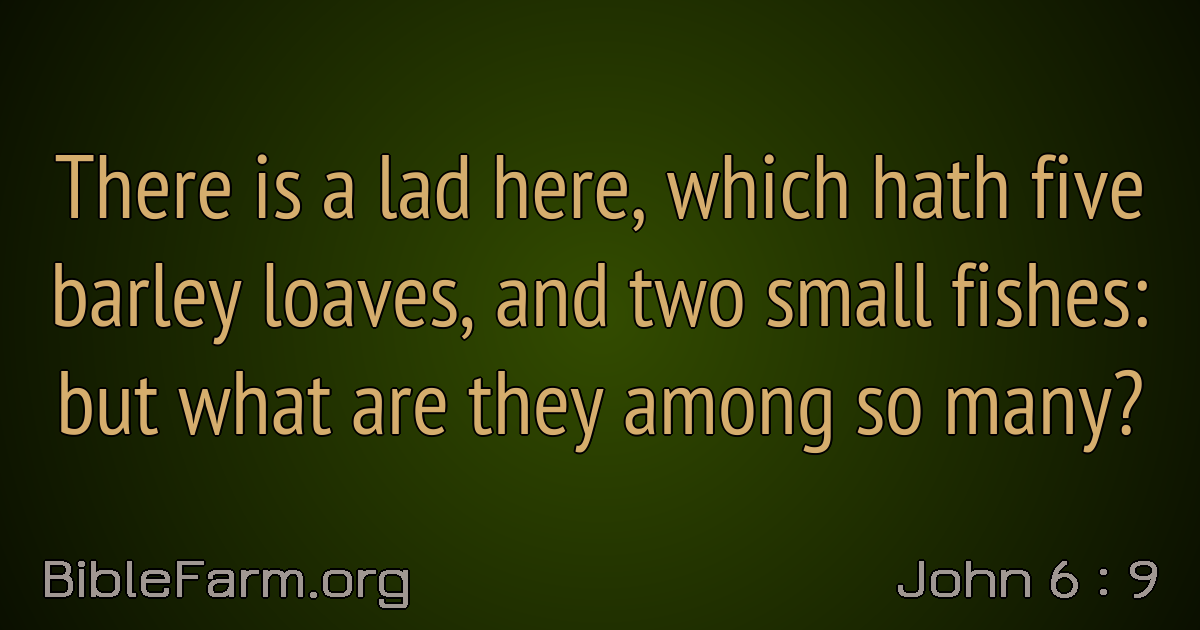 There is a lad here, which hath five
barley loaves, and two small fishes:
but what are they among so many?
BibleFarm.org
John 6 : 9